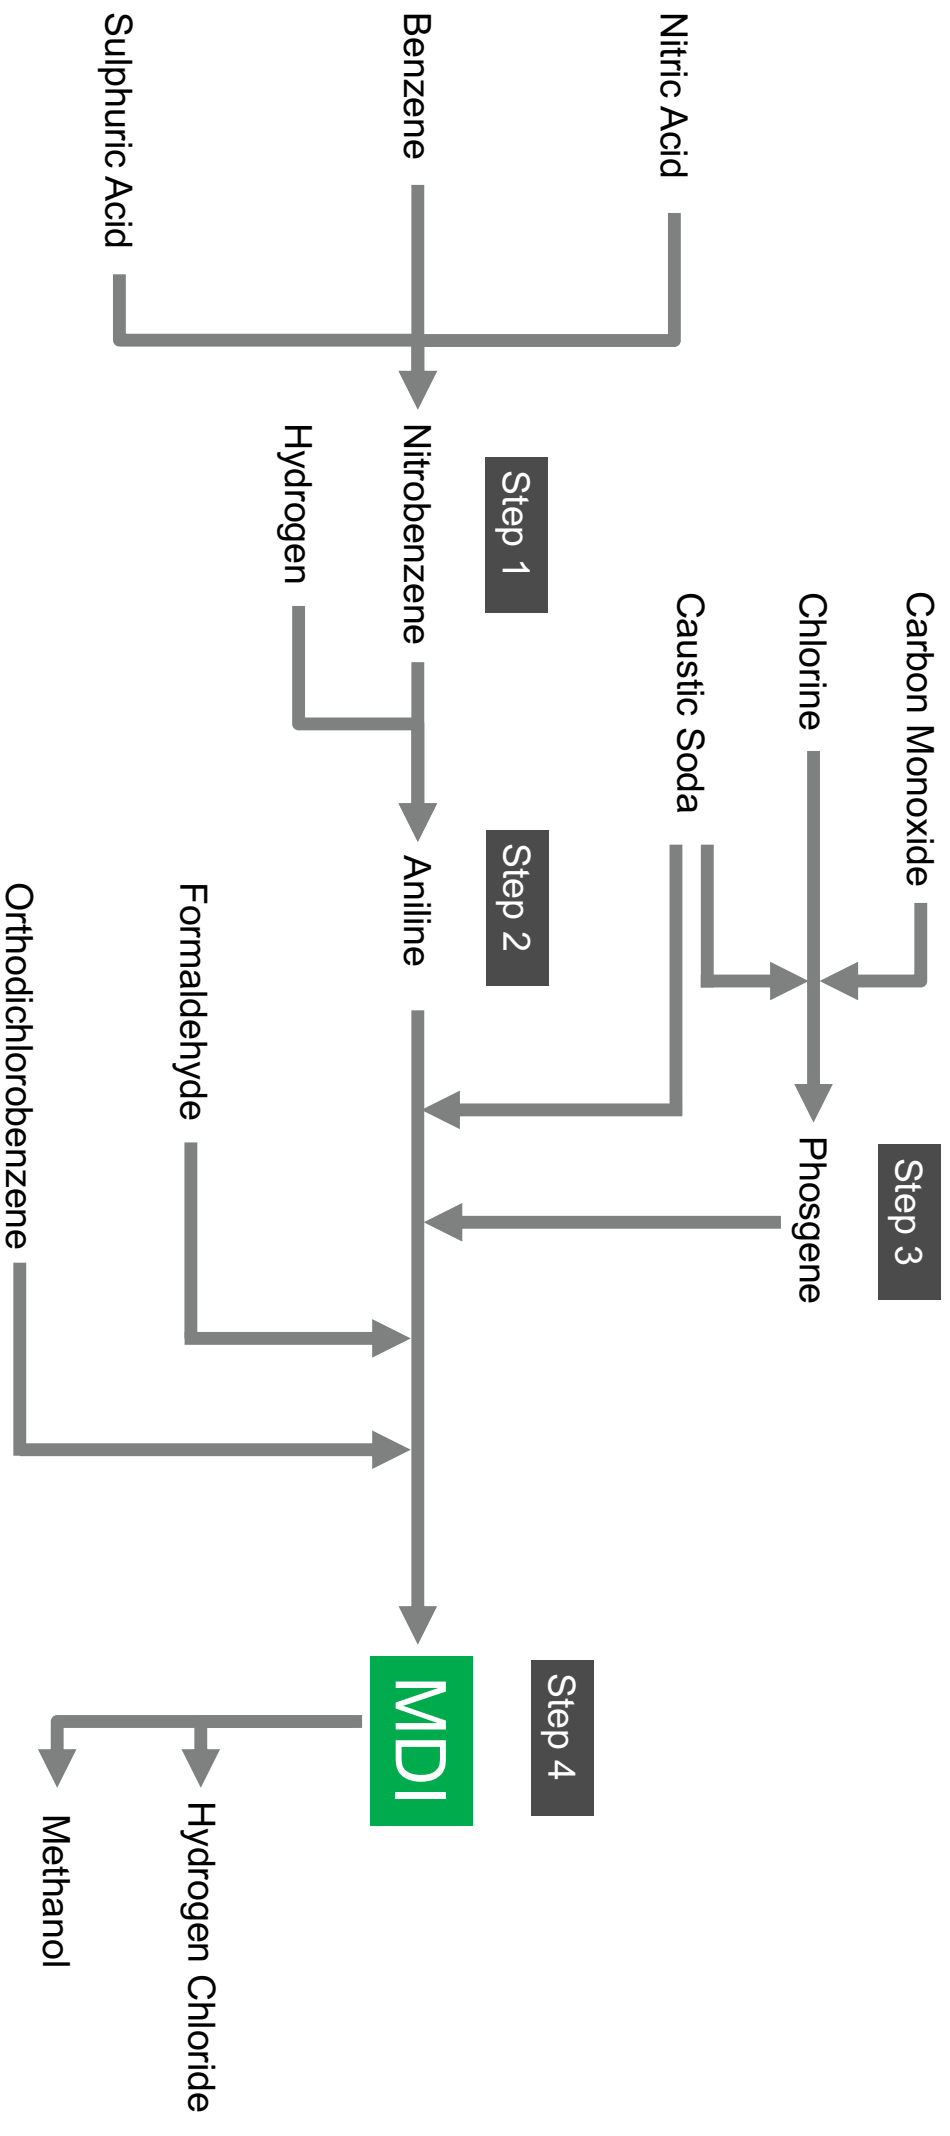 Carbon Monoxide
Step 3
Chlorine
Phosgene
Caustic Soda
Nitric Acid
Step 1
Step 2
Step 4
Benzene
Nitrobenzene
Aniline
MDI
Hydrogen
Formaldehyde
Hydrogen Chloride
Sulphuric Acid
Methanol
Orthodichlorobenzene